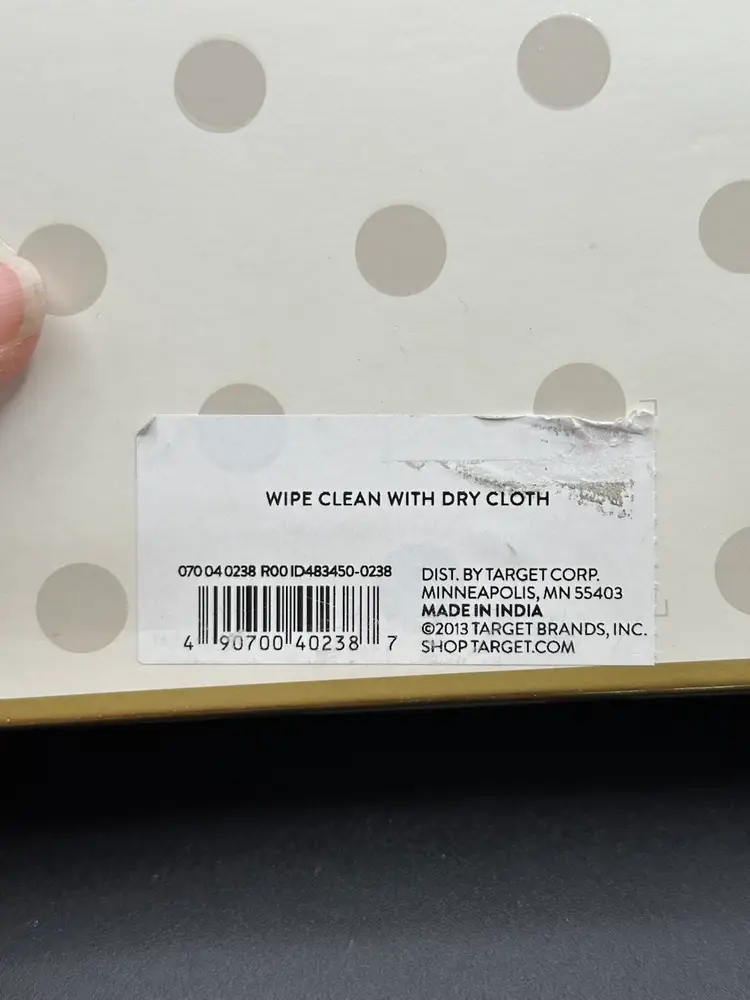 WIPE CLEAN WITH DRY CLOTH
070 04 0238 R00 ID483450-0238
4 90700 40238 7
DIST. BY TARGET CORP.
MINNEAPOLIS, MN 55403
MADE IN INDIA
©2013 TARGET BRANDS, INC.
SHOP TARGET.COM